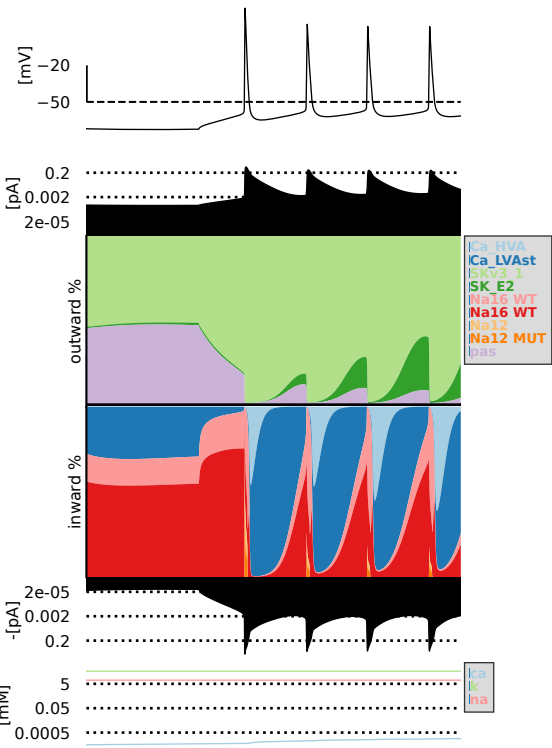 [mV]
−20
−50
[pA]
0.2
0.002
2e-05
outward %
Ca_HVA
Ca_LVAst
SKv3_1
SK_E2
Na16 WT
Na16 WT
Na12
Na12 MUT
pas
inward %
-[pA]
2e-05
0.002
0.2
[mM]
5
0.05
0.0005
ca
k
na